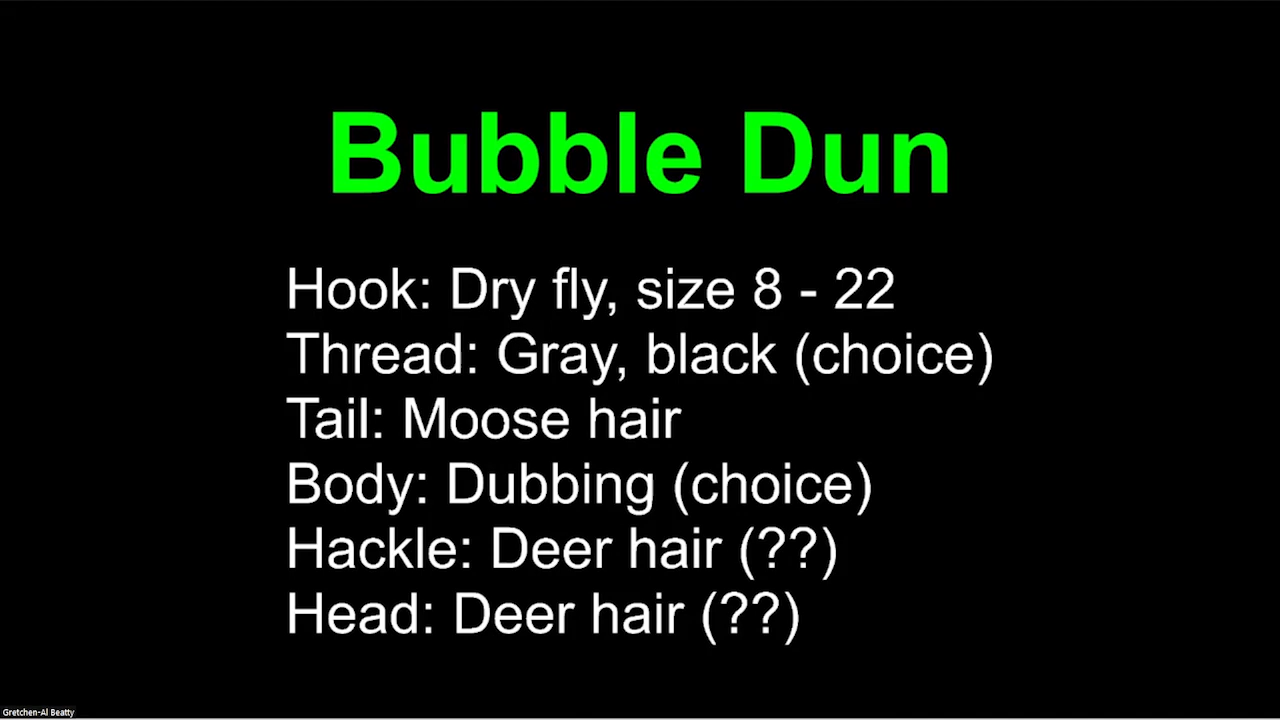 Bubble Dun
Hook: Dry fly, size 8 - 22
Thread: Gray, black (choice)
Tail: Moose hair
Body: Dubbing (choice)
Hackle: Deer hair (??)
Head: Deer hair (??)
Gretchen-Al Beatty